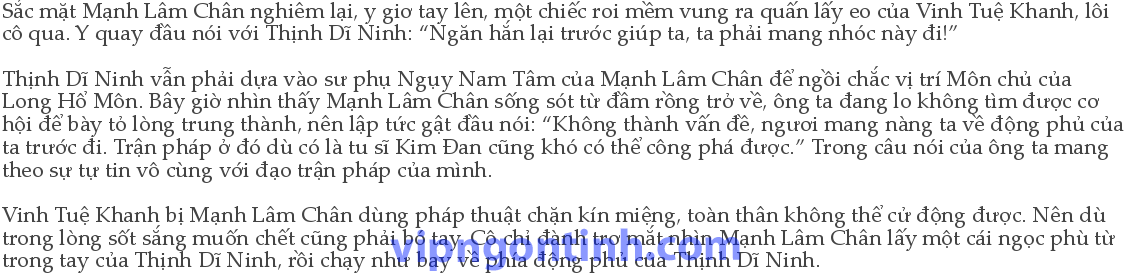 Sắc mặt Mạnh Lâm Chân nghiêm lại, y giơ tay lên, một chiếc roi mềm vung ra quấn lấy eo của Vinh Tuệ Khanh, lôi
cô qua. Y quay đầu nói với Thịnh Dĩ Ninh: “Ngăn hắn lại trước giúp ta, ta phải mang nhóc này đi!”
Thịnh Dĩ Ninh vẫn phải dựa vào sư phụ Ngụy Nam Tâm của Mạnh Lâm Chân để ngồi chắc vị trí Môn chủ của
Long Hổ Môn. Bây giờ nhìn thấy Mạnh Lâm Chân sống sót từ đầm rồng trở về, ông ta đang lo không tìm được cơ
hội để bày tỏ lòng trung thành, nên lập tức gật đầu nói: “Không thành vấn đề, ngươi mang nàng ta về động phủ của
ta trước đi. Trận pháp ở đó dù có là tu sĩ Kim Đan cũng khó có thể công phá được.” Trong câu nói của ông ta mang
theo sự tự tin vô cùng với đạo trận pháp của mình.
Vinh Tuệ Khanh bị Mạnh Lâm Chân dùng pháp thuật chặn kín miệng, toàn thân không thể cử động được. Nên dù
trong lòng sốt sắng muốn chết cũng phải bó tay. Cô chỉ đành trơ mắt nhìn Mạnh Lâm Chân lấy một cái ngọc phù từ
trong tay của Thịnh Dĩ Ninh, rồi chạy như bay về phía động phủ của Thịnh Dĩ Ninh.
vipngontinh.com